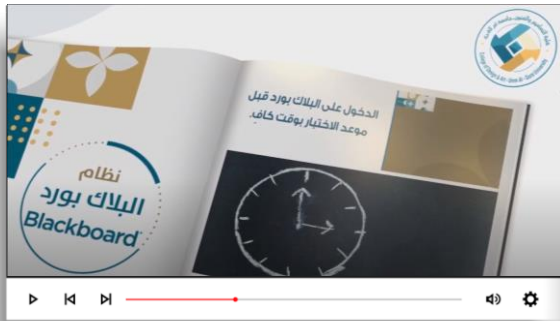 الدخول على البلاك بورد قبل
موعد الاختبار بوقت كافٍ.
نظام
البلاك بورد
Blackboard